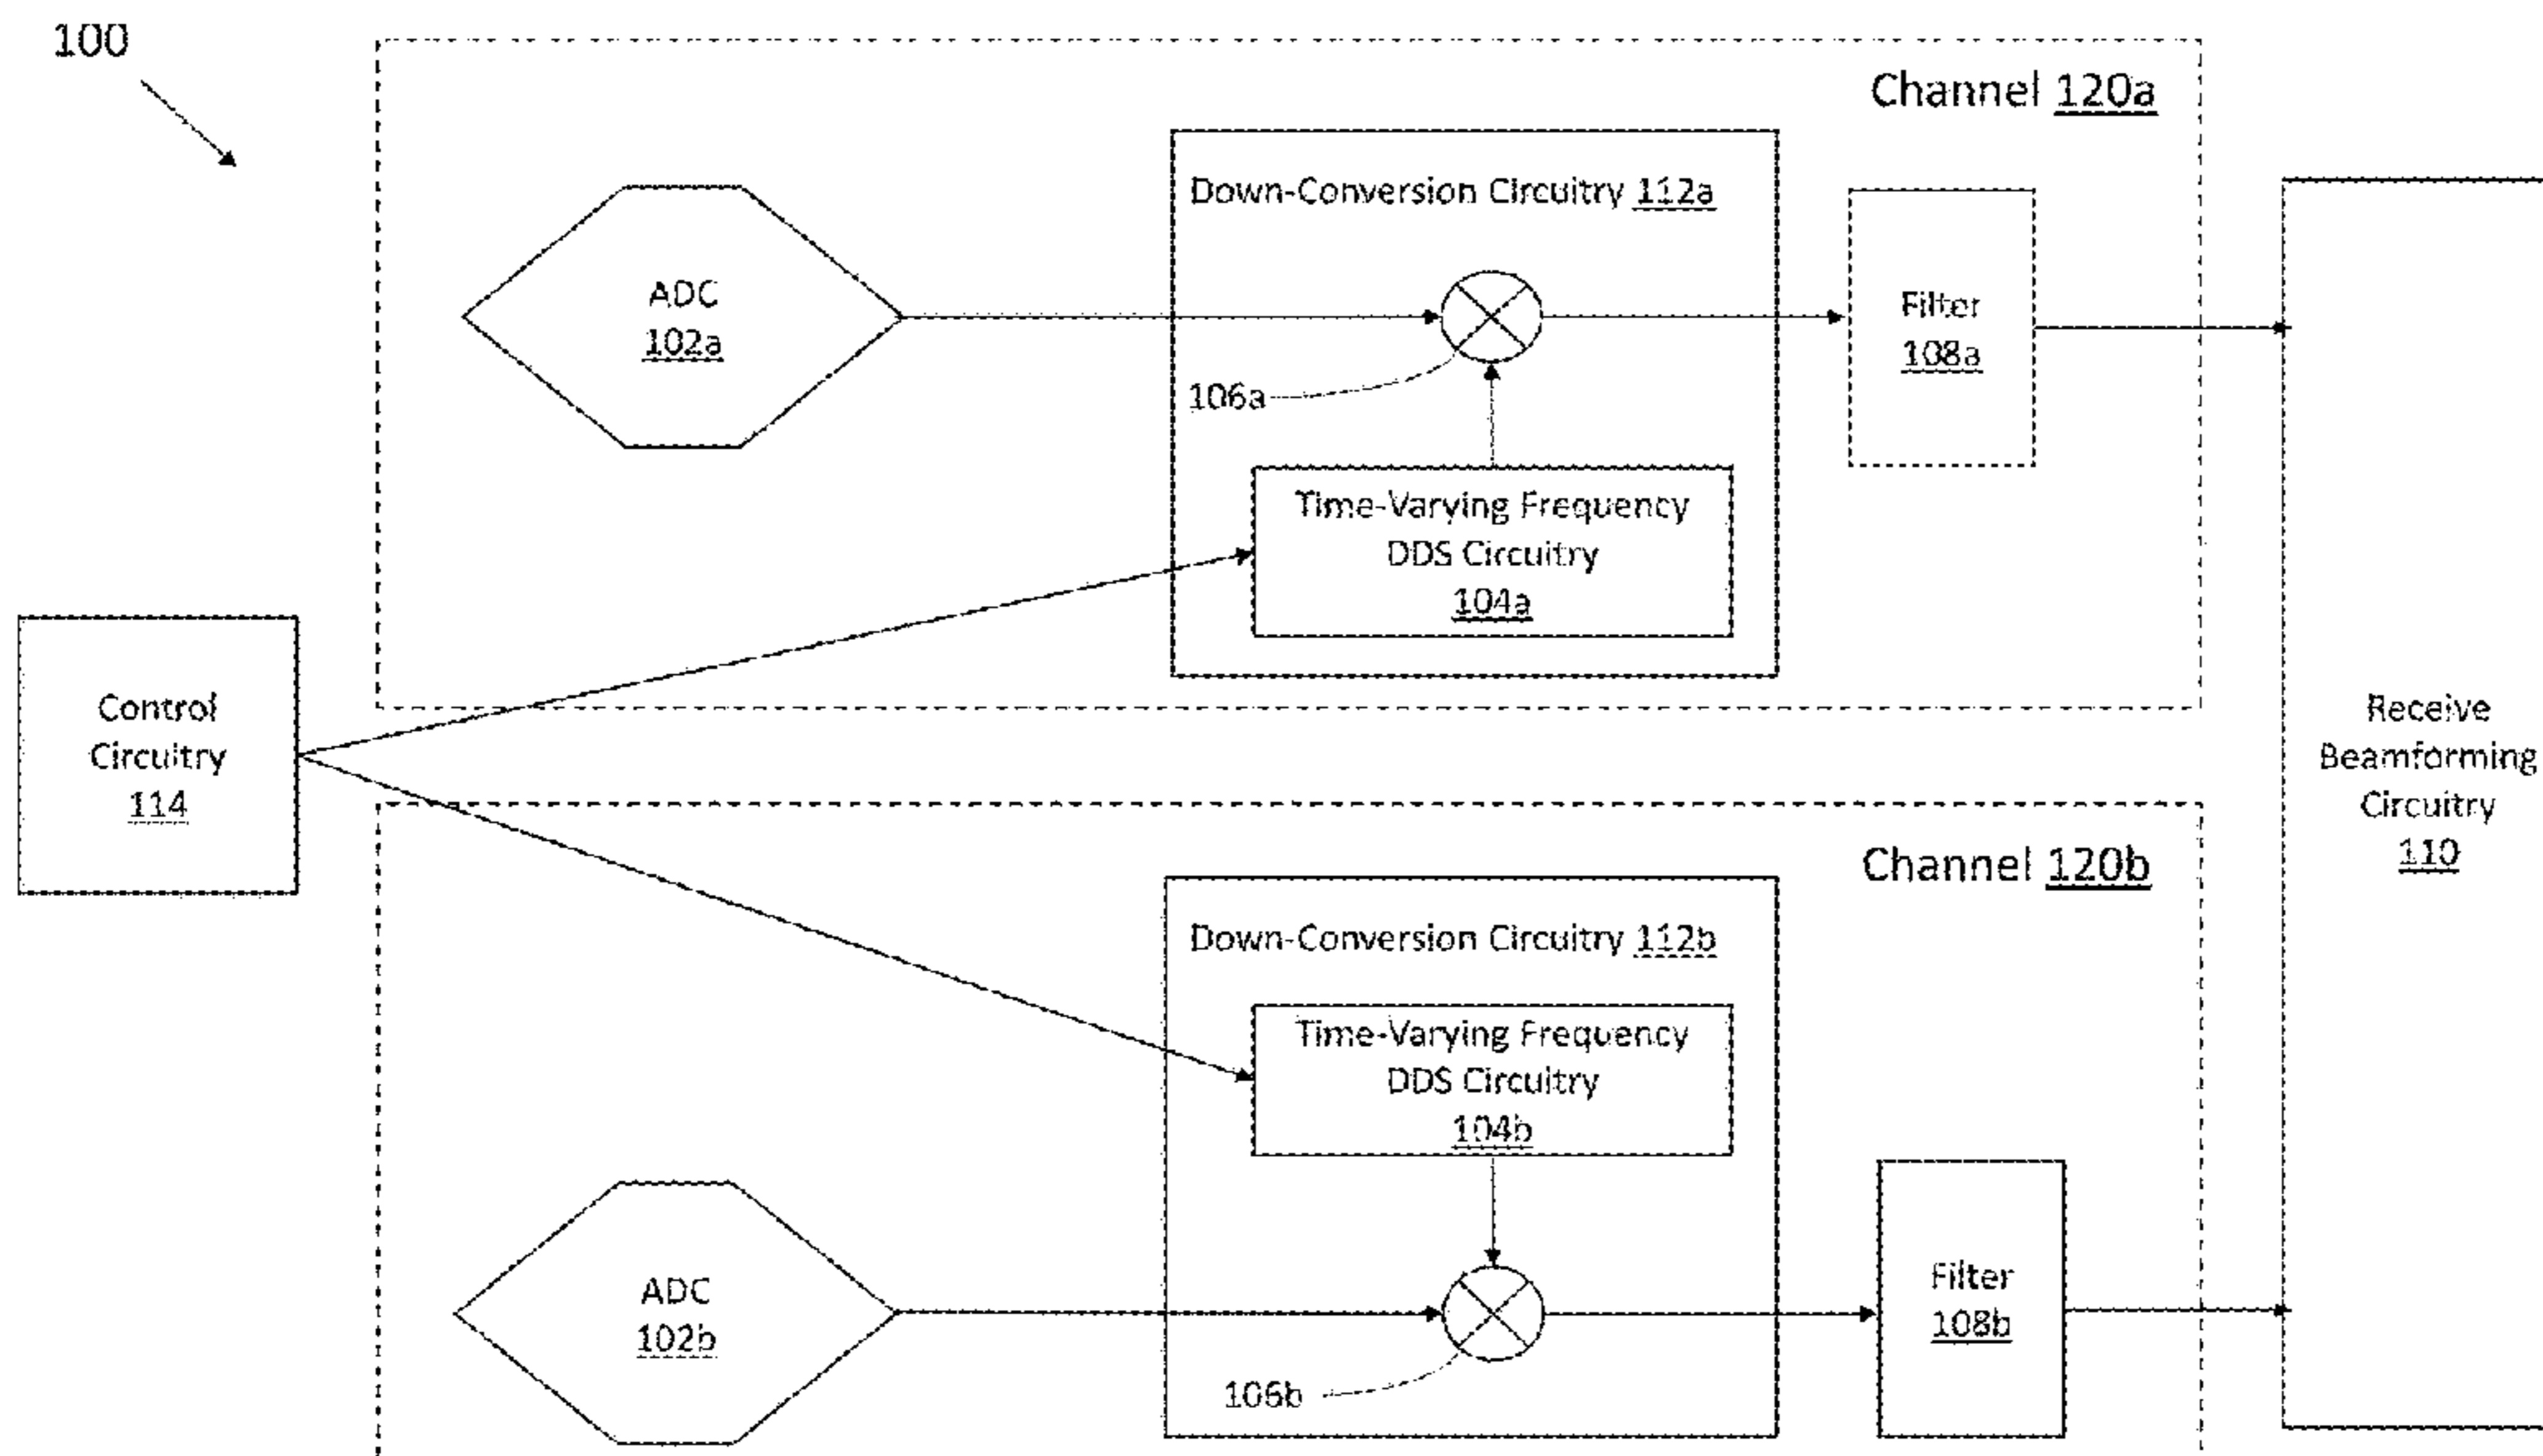 100
Channel 120a
Down-Conversion Circuitry 112a
ADC
102a
Filter
108a
106a
Time-Varying Frequency
DDS Circuitry
104a
Control
Circuitry
114
Receive
Beamforming
Circuitry
110
Channel 120b
Down-Conversion Circuitry 112b
Time-Varying Frequency
DDS Circuitry
104b
ADC
102b
Filter
108b
106b